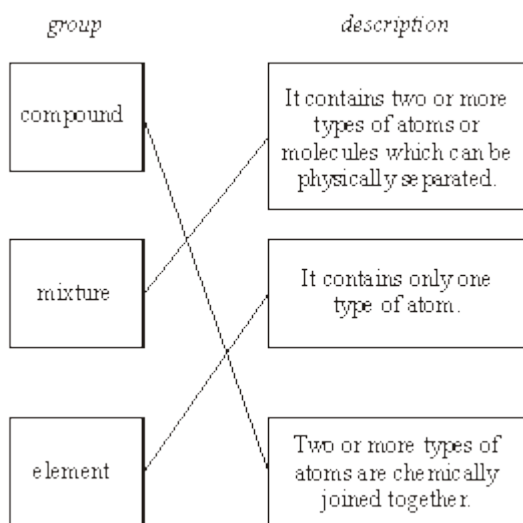 group description
compound
It contains two or more
types of atoms or
molecules which can be
physically separated.
mixture
It contains only one
type of atom.
element
Two or more types of
atoms are chemically
joined together.